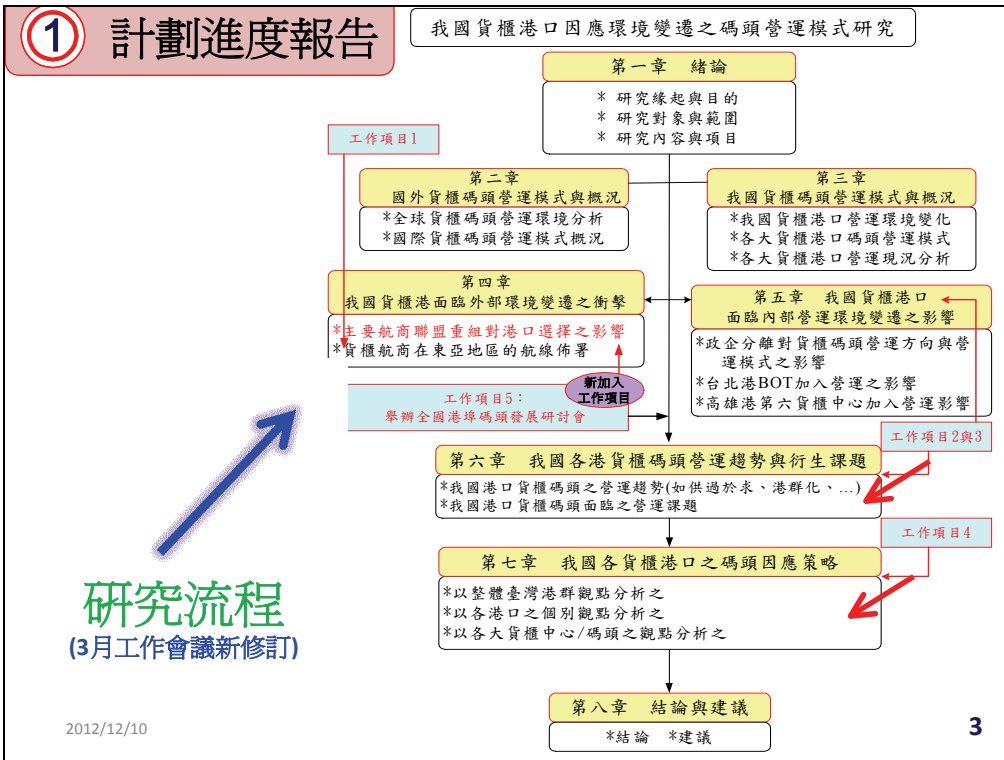 ① 計劃進度報告
我國貨櫃港口因應環境變遷之碼頭營運模式研究
第一章 緒論
* 研究緣起與目的
* 研究對象與範圍
* 研究內容與項目
工作項目1
第二章
國外貨櫃碼頭營運模式與概況
*全球貨櫃碼頭營運環境分析
*國際貨櫃碼頭營運模式概況
第三章
我國貨櫃碼頭營運模式與概況
*我國貨櫃港口營運環境變化
*各大貨櫃港口碼頭營運模式
*各大貨櫃港口營運現況分析
第四章
我國貨櫃港面臨外部環境變遷之衝擊
*主要航商聯盟重組對港口選擇之影響
*貨櫃航商在東亞地區的航線佈署
第五章 我國貨櫃港口
面臨內部營運環境變遷之影響
*政企分離對貨櫃碼頭營運方向與營
運模式之影響
*台北港BOT加入營運之影響
*高雄港第六貨櫃中心加入營運影響
新加入
工作項目
工作項目5：
舉辦全國港埠碼頭發展研討會
工作項目2與3
第六章 我國各港貨櫃碼頭營運趨勢與衍生課題
*我國港口貨櫃碼頭之營運趨勢(如供過於求、港群化、...)
*我國港口貨櫃碼頭面臨之營運課題
工作項目4
第七章 我國各貨櫃港口之碼頭因應策略
*以整體臺灣港群觀點分析之
*以各港口之個別觀點分析之
*以各大貨櫃中心/碼頭之觀點分析之
研究流程
(3月工作會議新修訂)
第八章 結論與建議
*結論 *建議
2012/12/10
3